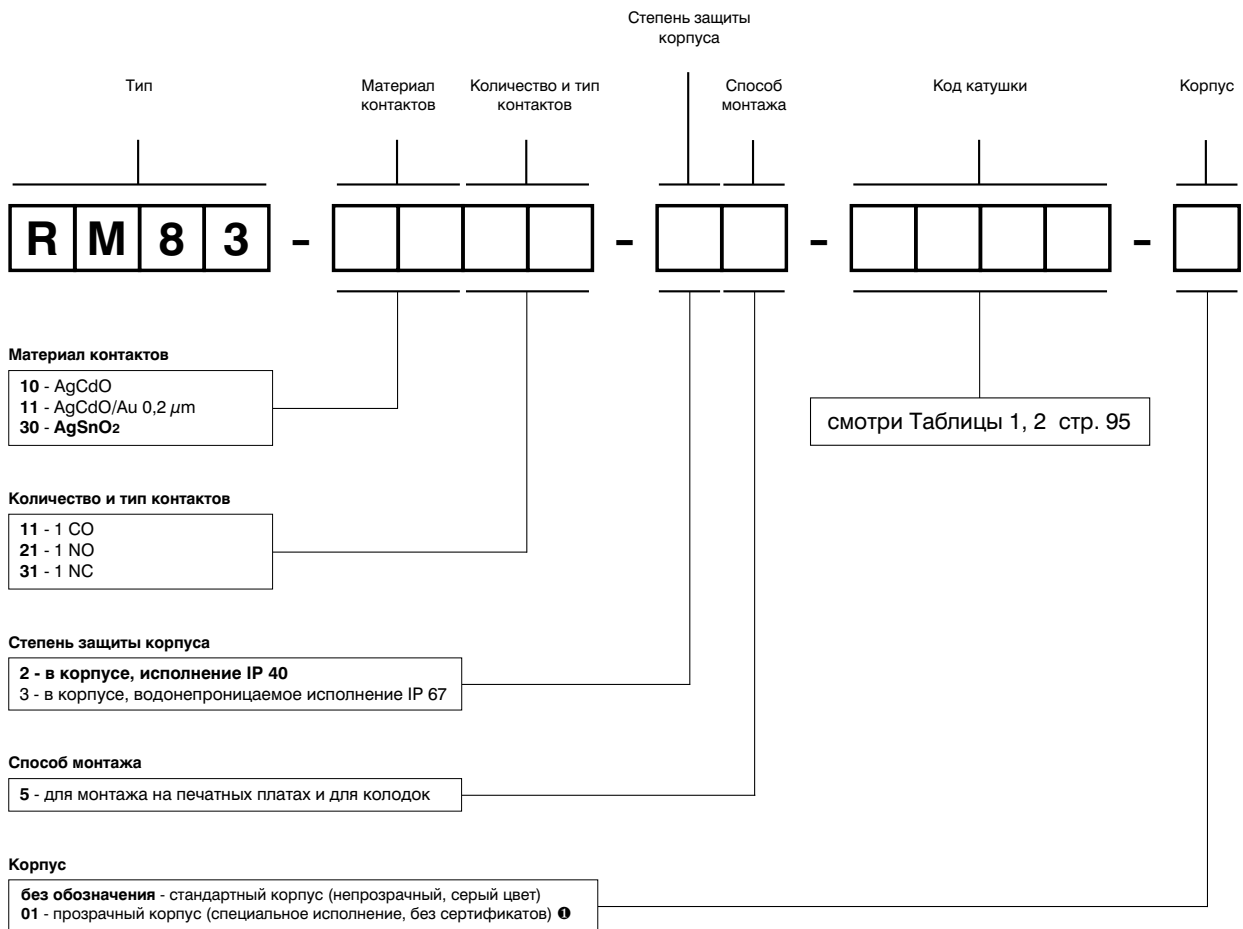 Степень защиты
корпуса
Тип
Материал
контактов
Количество и тип
контактов
Способ
монтажа
Код катушки
Корпус
R M 8 3 - - - -
Материал контактов
10 - AgCdO
11 - AgCdO/Au 0,2 µm
30 - AgSnO2
смотри Таблицы 1, 2 стр. 95
Количество и тип контактов
11 - 1 CO
21 - 1 NO
31 - 1 NC
Степень защиты корпуса
2 - в корпусе, исполнение IP 40
3 - в корпусе, водонепроницаемое исполнение IP 67
Способ монтажа
5 - для монтажа на печатных платах и для колодок
Корпус
без обозначения - стандартный корпус (непрозрачный, серый цвет)
01 - прозрачный корпус (специальное исполнение, без сертификатов) ❶